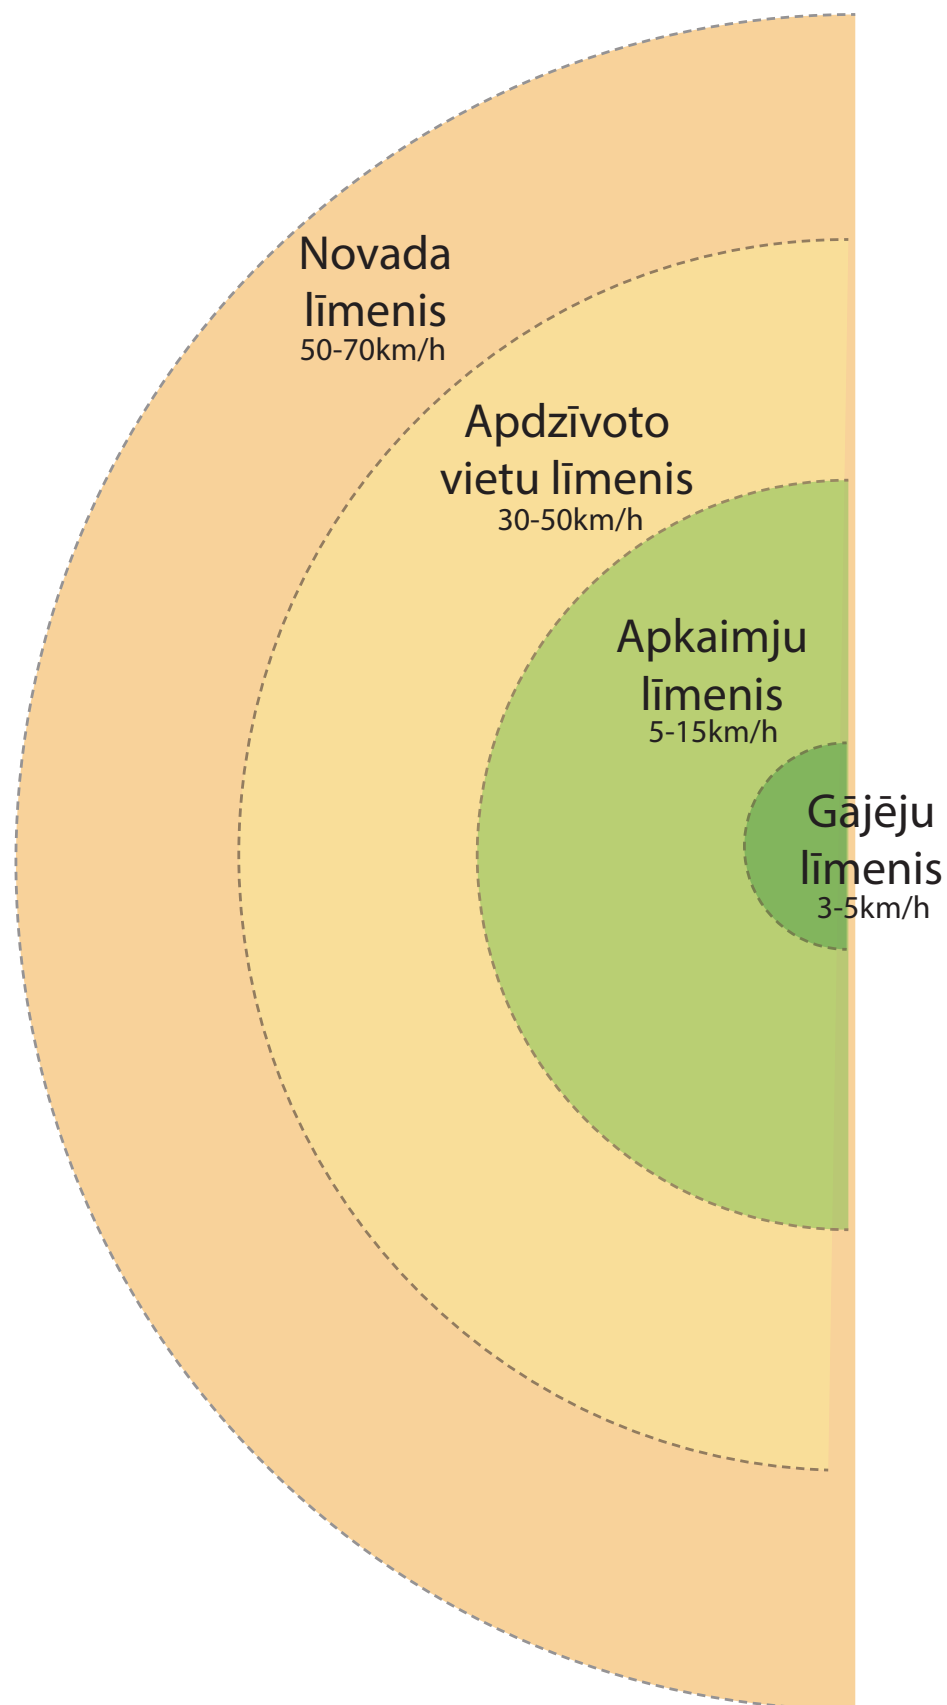 Novada
līmenis
50-70km/h
Apdzīvoto
vietu līmenis
30-50km/h
Apkaimju
līmenis
5-15km/h
Gājēju
līmenis
3-5km/h